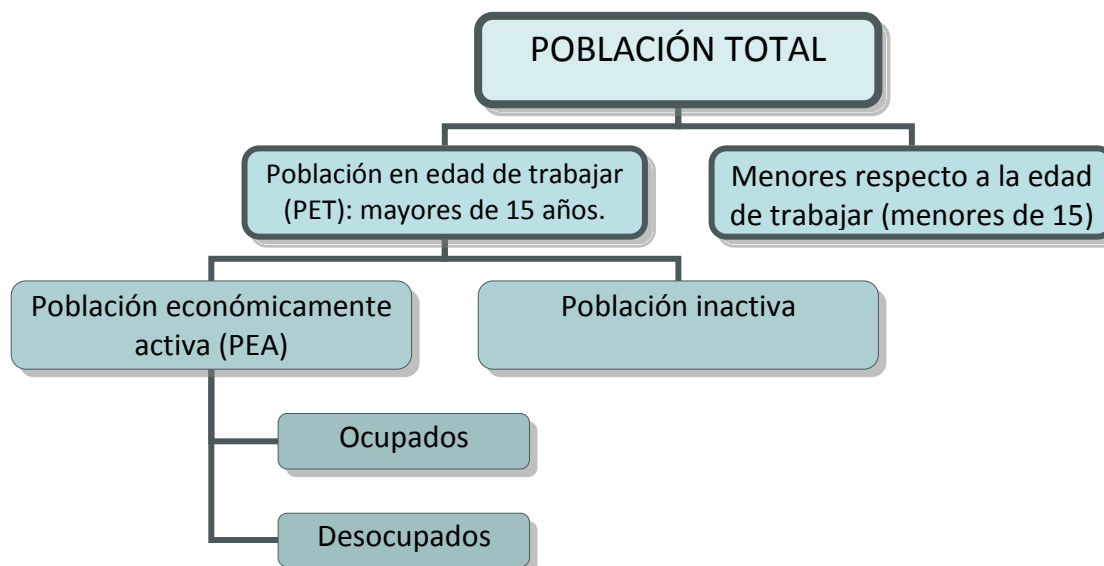 POBLACIÓN TOTAL
Población en edad de trabajar
(PET): mayores de 15 años.
Menores respecto a la edad
de trabajar (menores de 15)
Población económicamente
activa (PEA)
Población inactiva
Ocupados
Desocupados